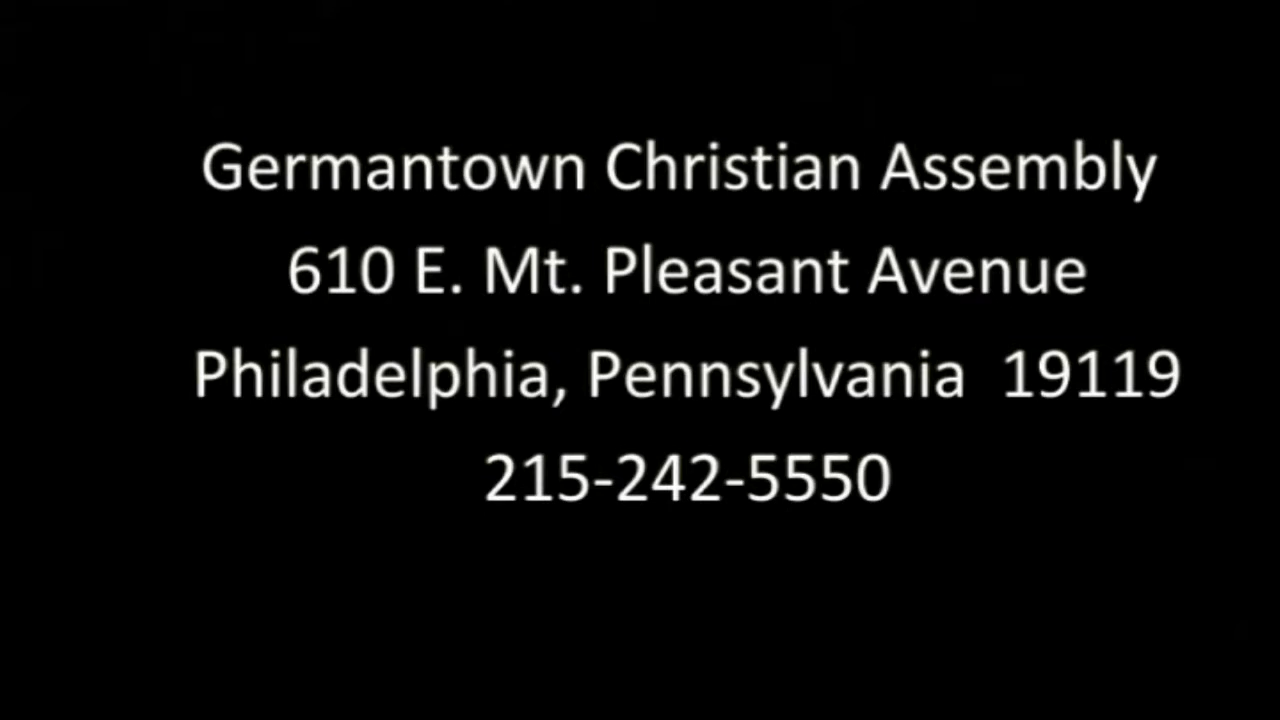 Germantown Christian Assembly
610 E. Mt. Pleasant Avenue
Philadelphia, Pennsylvania  19119
215-242-5550